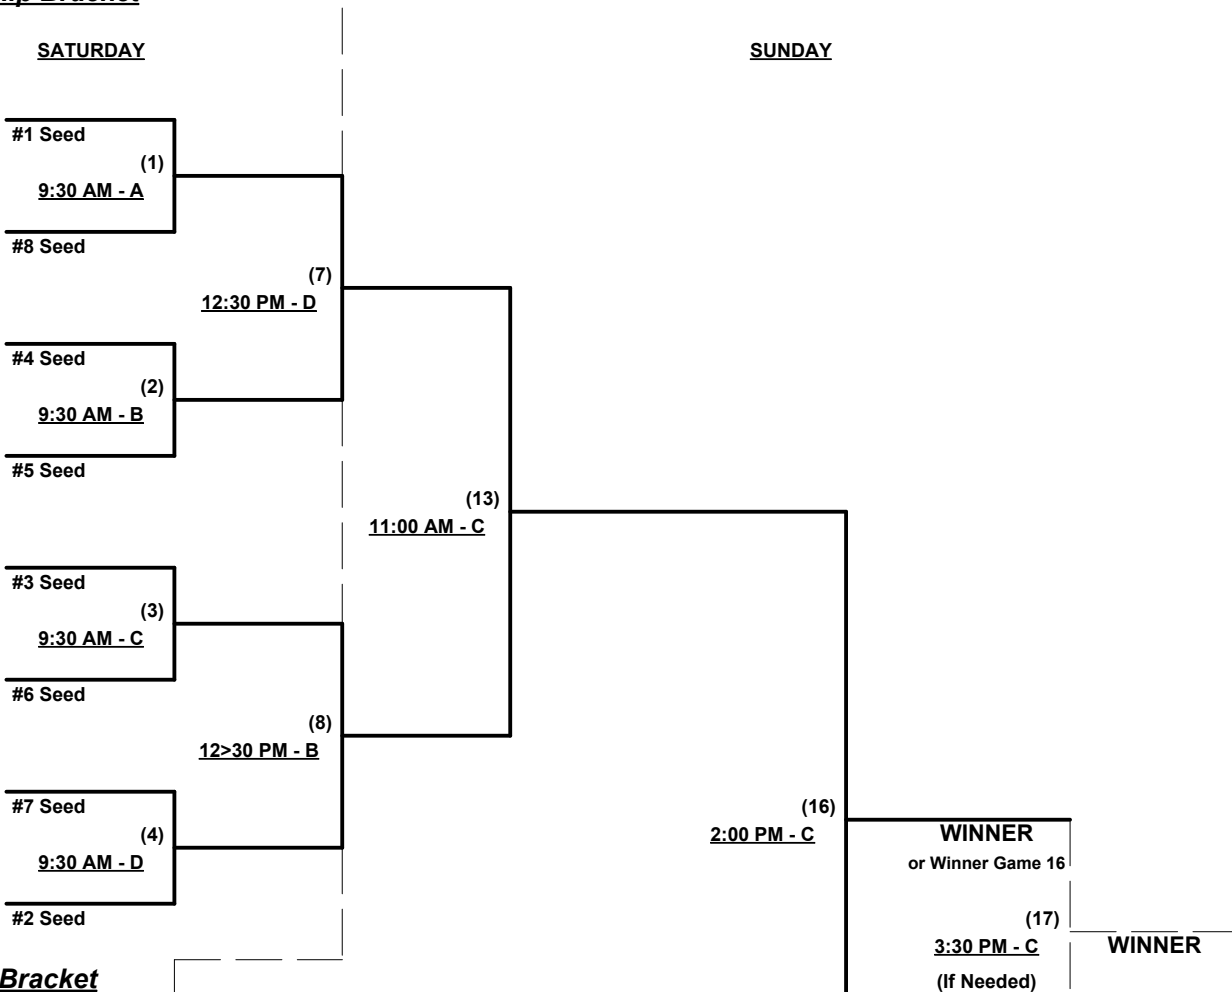 Bracket
SATURDAY
SUNDAY
#1 Seed
(1)
9:30 AM - A
#8 Seed
(7)
12:30 PM - D
#4 Seed
(2)
9:30 AM - B
#5 Seed
(13)
11:00 AM - C
#3 Seed
(3)
9:30 AM - C
#6 Seed
(8)
12>30 PM - B
#7 Seed
(4)
9:30 AM - D
#2 Seed
(16)
2:00 PM - C
WINNER
or Winner Game 16
(17)
3:30 PM - C
(If Needed)
WINNER
Bracket